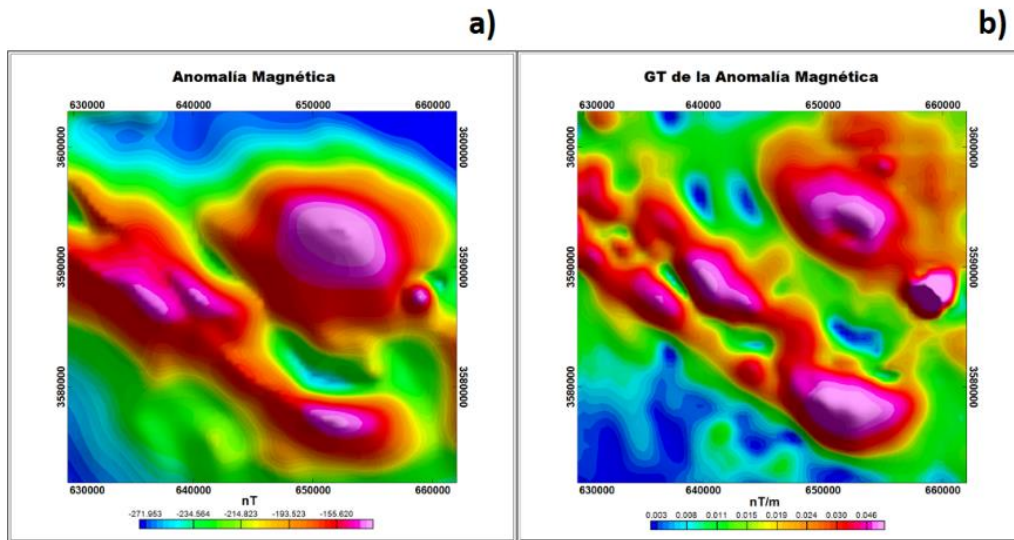 a)
b)
Anomalía Magnética
630000 640000 650000 660000
3600000 3600000
3590000 3590000
3580000 3580000
630000 640000 650000 660000
nT
-271.953 -234.564 -214.823 -193.523 -155.620
GT de la Anomalía Magnética
630000 640000 650000 660000
3600000 3600000
3590000 3590000
3580000 3580000
630000 640000 650000 660000
nT/m
0.003 0.008 0.011 0.015 0.019 0.024 0.030 0.046